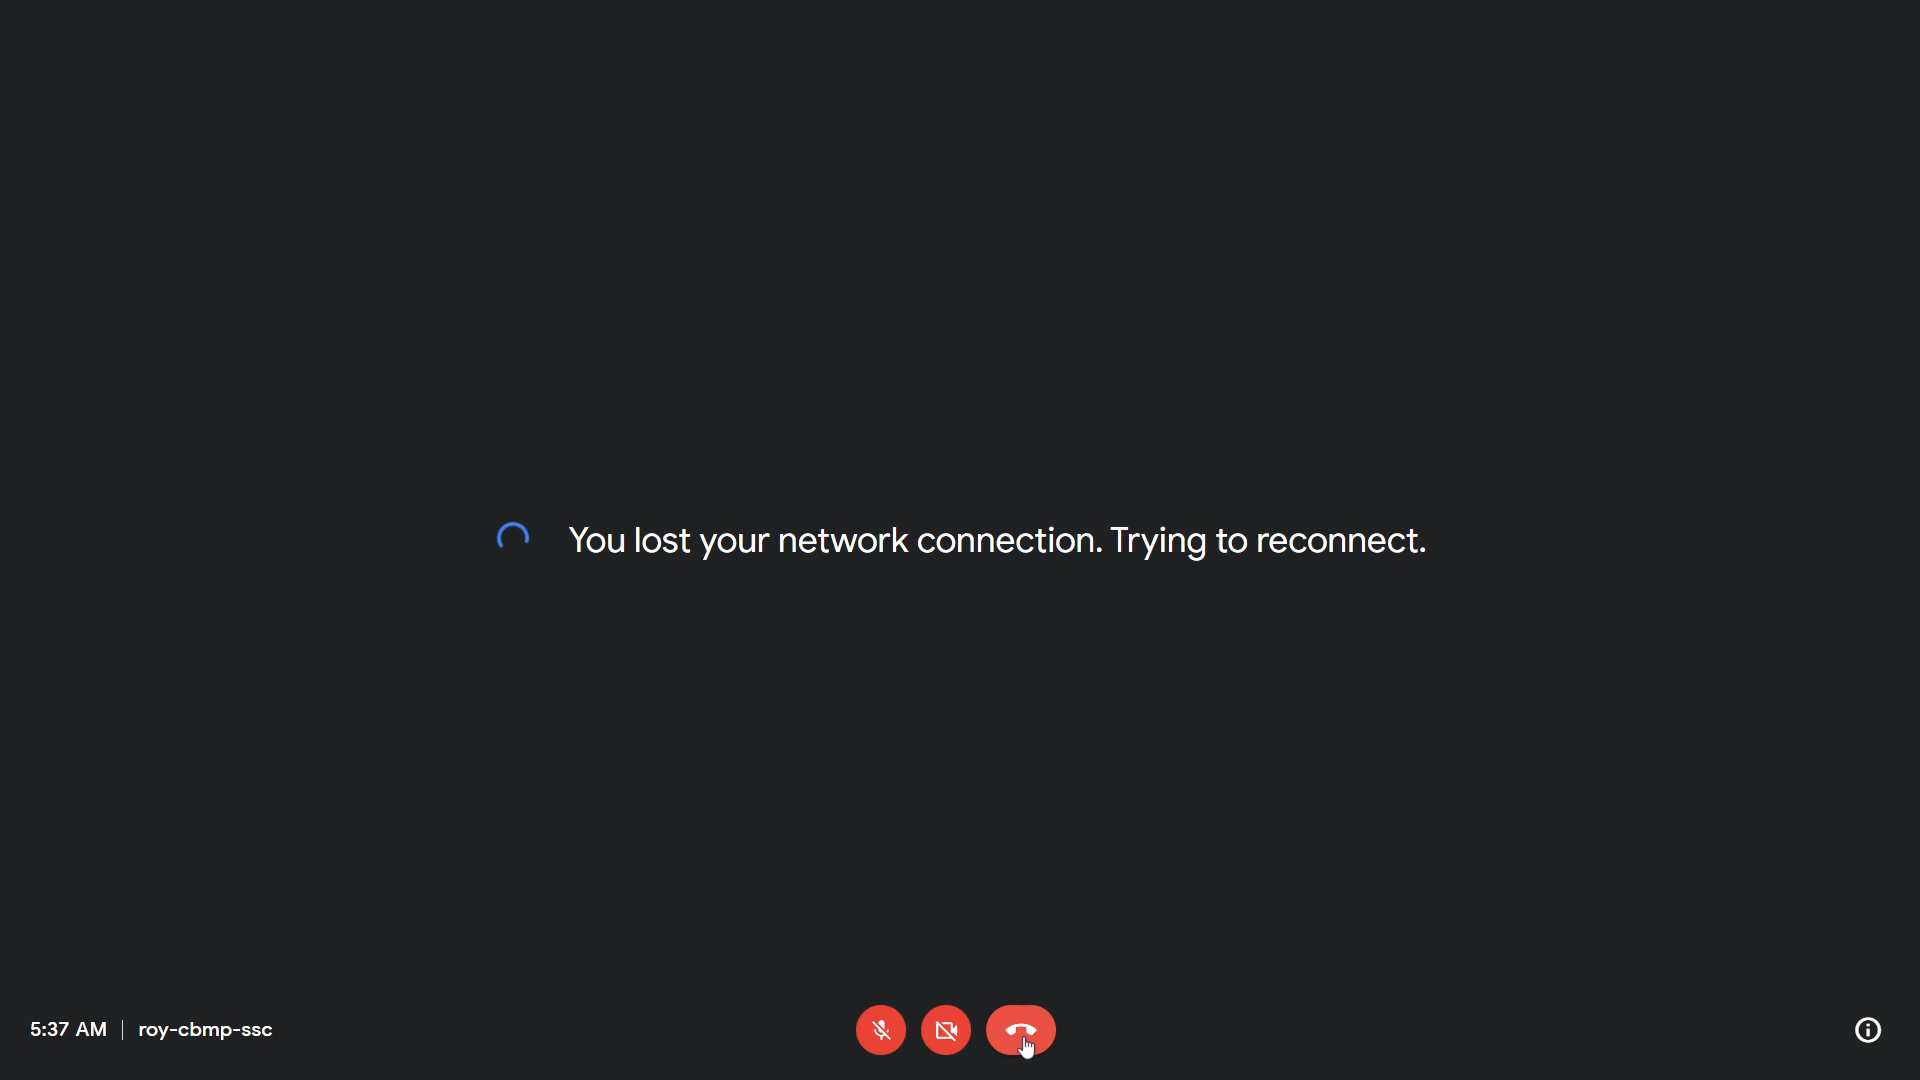 You lost your network connection. Trying to reconnect.
5:37 AM | roy-cbmp-ssc